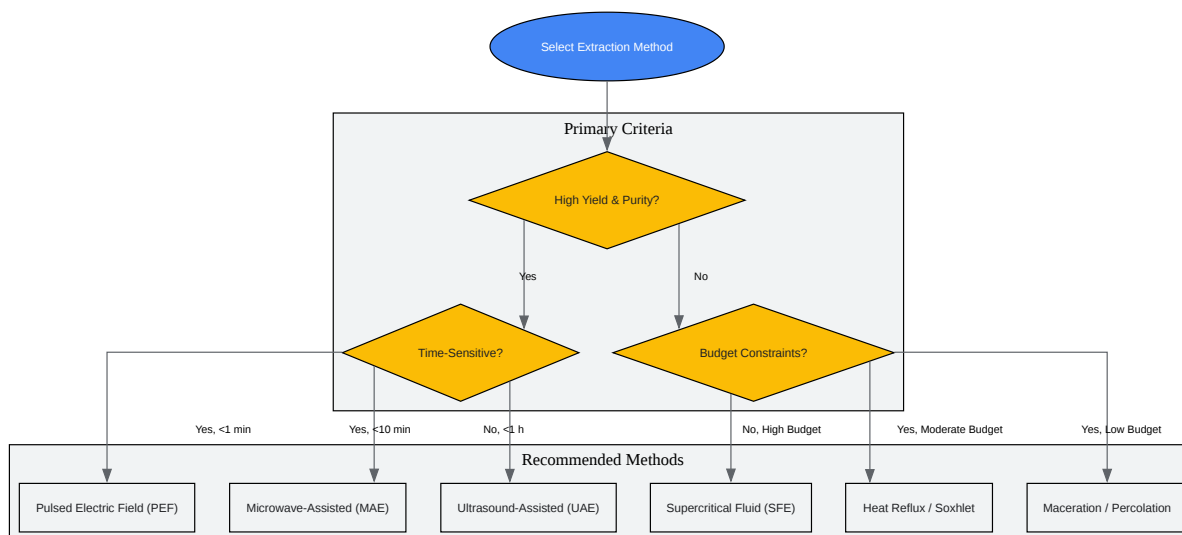 Select Extraction Method
Primary Criteria
High Yield & Purity?
Yes
No
Time-Sensitive?
Budget Constraints?
Yes, <1 min
Yes, <10 min
No, <1 h
No, High Budget
Yes, Moderate Budget
Yes, Low Budget
Recommended Methods
Pulsed Electric Field (PEF)
Microwave-Assisted (MAE)
Ultrasound-Assisted (UAE)
Supercritical Fluid (SFE)
Heat Reflux / Soxhlet
Maceration / Percolation